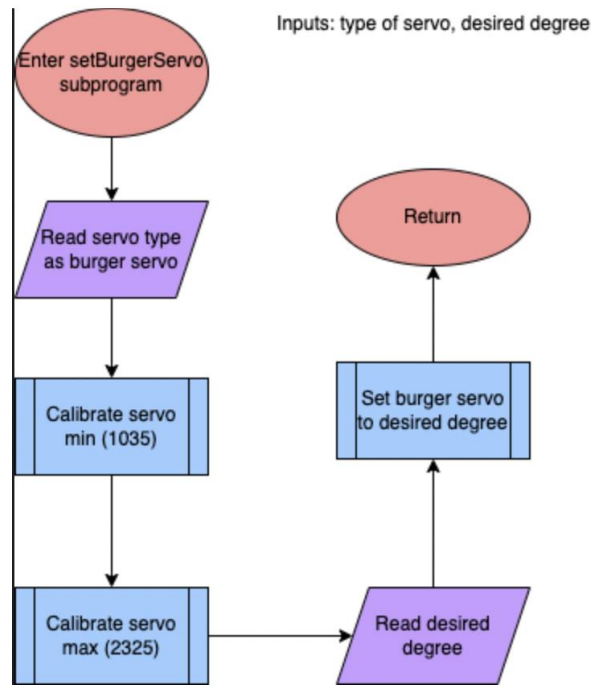 Inputs: type of servo, desired degree
Enter setBurgerServo
subprogram
Read servo type
as burger servo
Calibrate servo
min (1035)
Calibrate servo
max (2325)
Read desired
degree
Set burger servo
to desired degree
Return